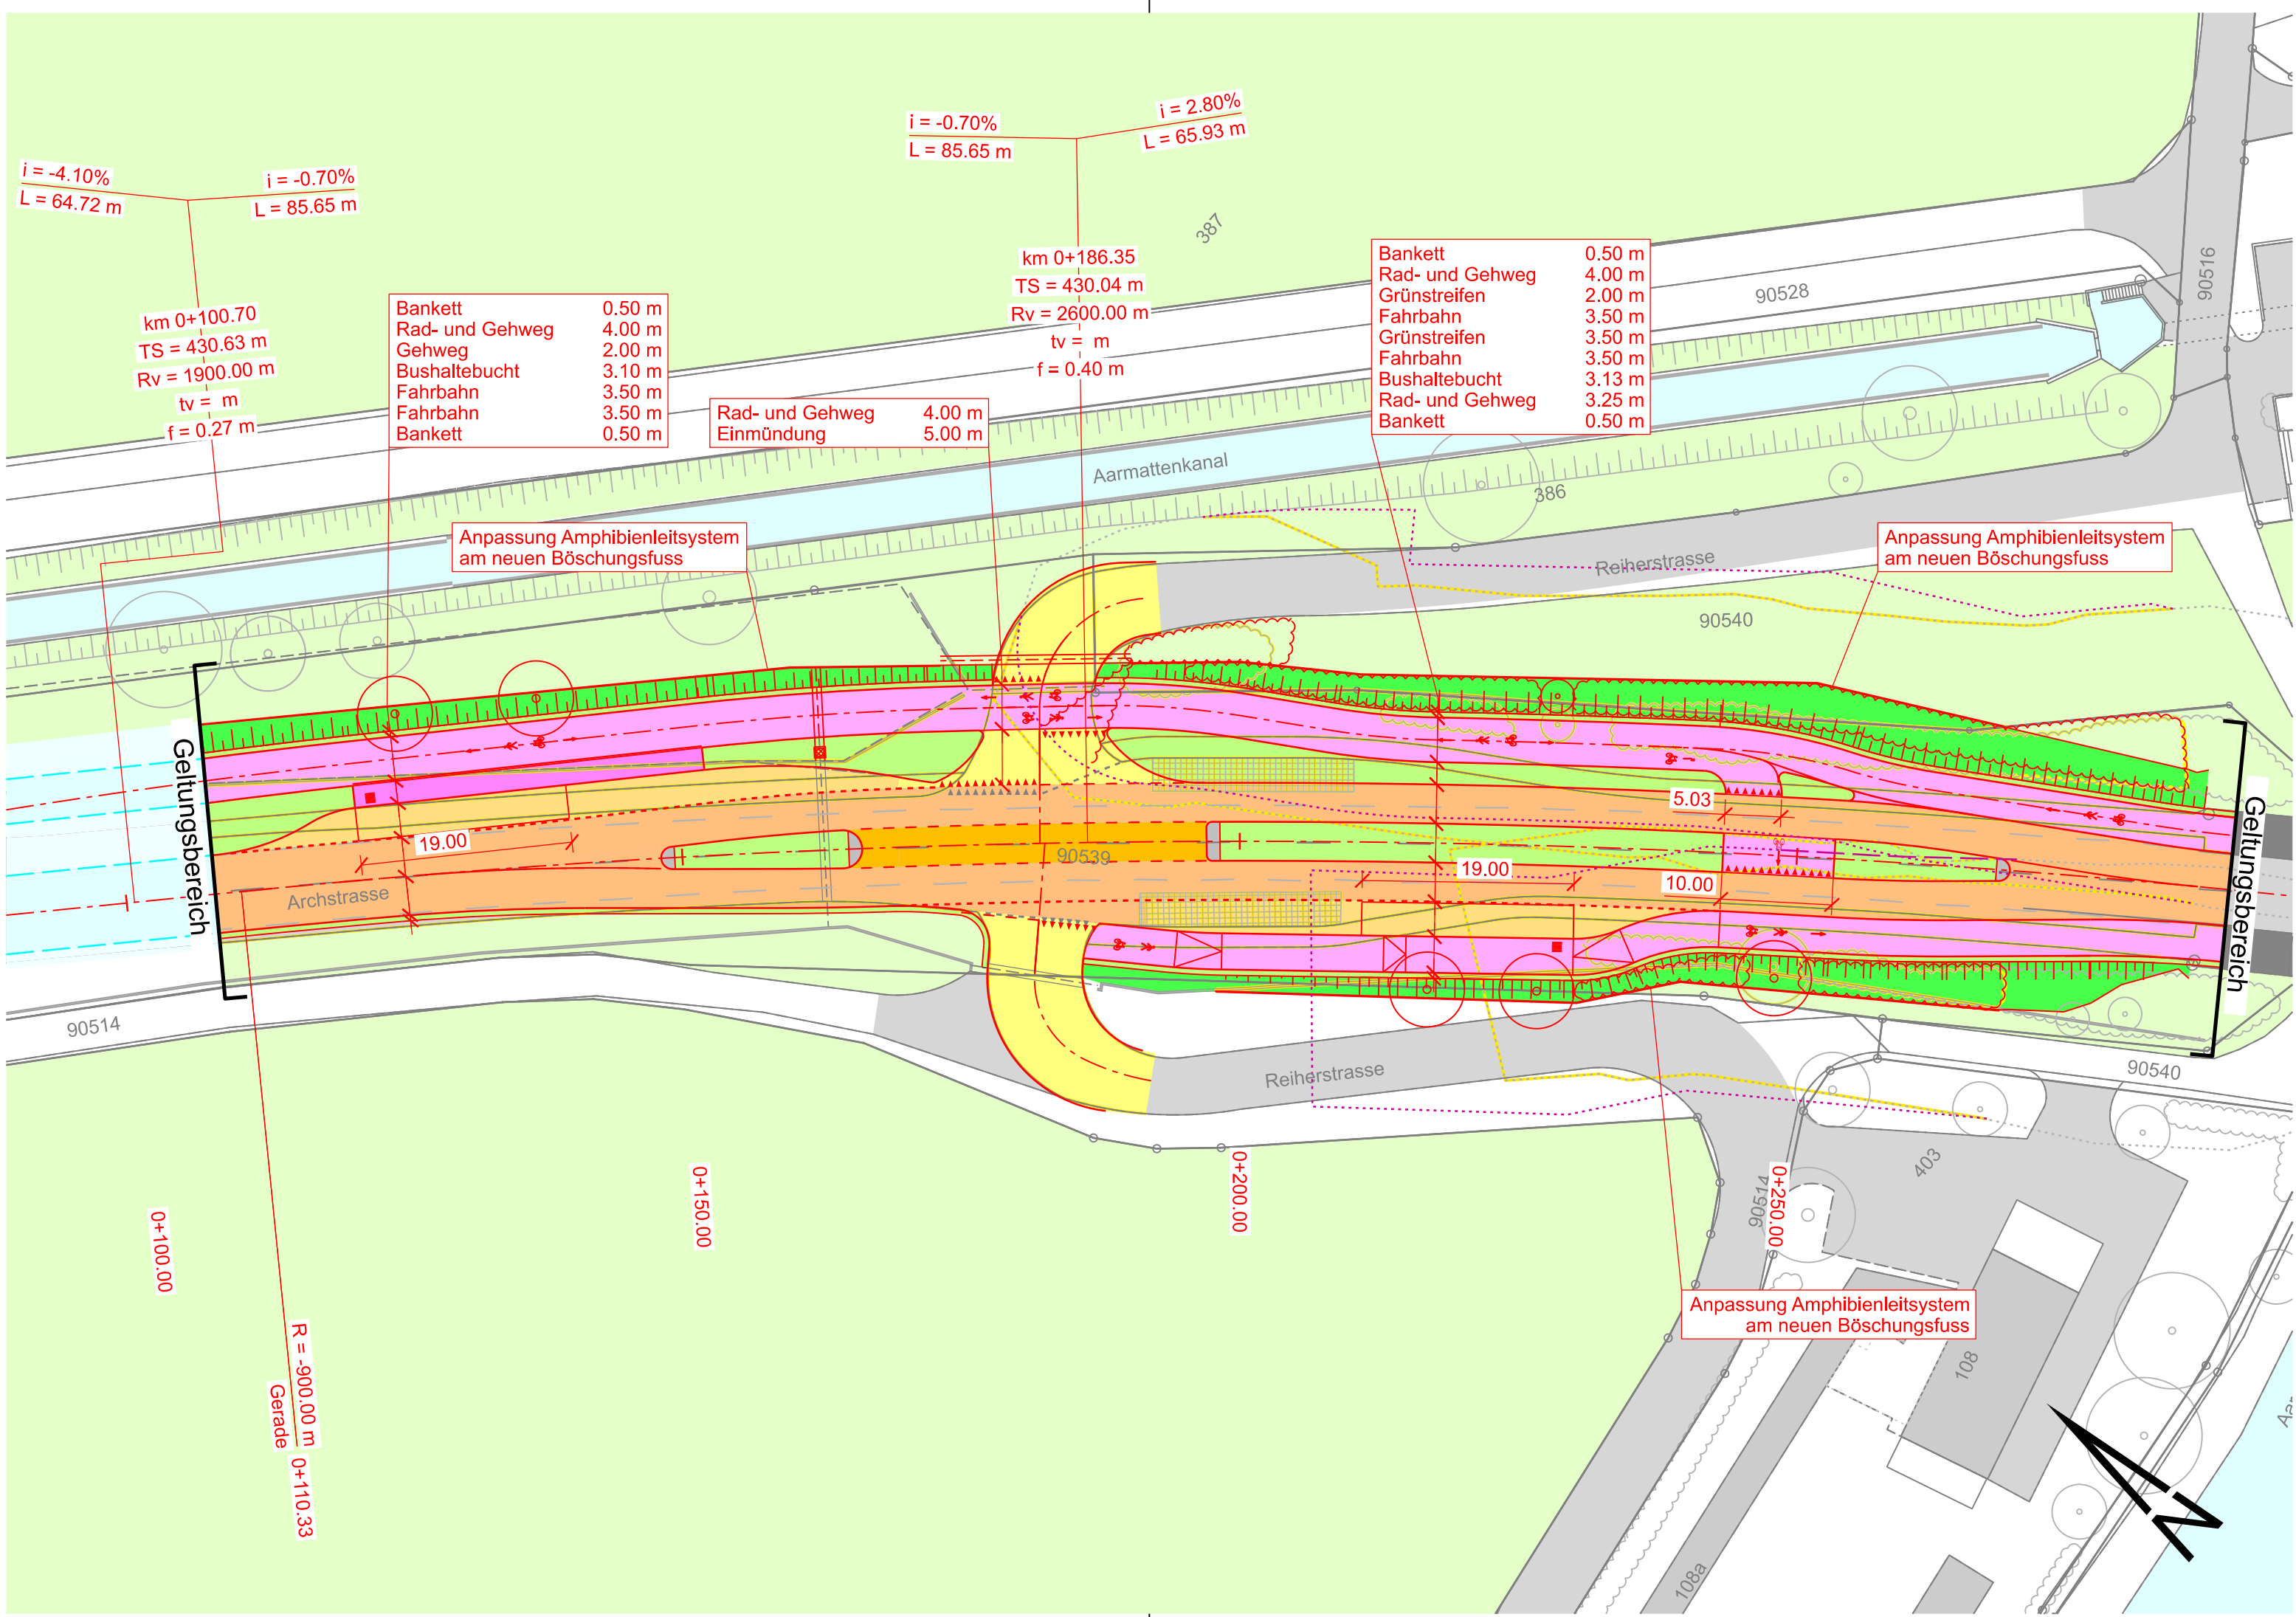 i = -4.10%
L = 64.72 m
i = -0.70%
L = 85.65 m
km 0+100.70
TS = 430.63 m
Rv = 1900.00 m
tv = m
f = 0.27 m
i = -0.70%
L = 85.65 m
i = 2.80%
L = 65.93 m
km 0+186.35
TS = 430.04 m
Rv = 2600.00 m
tv = m
f = 0.40 m
387
Bankett 0.50 m
Rad- und Gehweg 4.00 m
Gehweg 2.00 m
Bushaltebucht 3.10 m
Fahrbahn 3.50 m
Fahrbahn 3.50 m
Bankett 0.50 m
Rad- und Gehweg 4.00 m
Einmündung 5.00 m
Bankett 0.50 m
Rad- und Gehweg 4.00 m
Grünstreifen 2.00 m
Fahrbahn 3.50 m
Grünstreifen 3.50 m
Fahrbahn 3.50 m
Bushaltebucht 3.13 m
Rad- und Gehweg 3.25 m
Bankett 0.50 m
90528
90516
Aarmattenkanal
386
Anpassung Amphibienleitsystem
am neuen Böschungsfuss
Anpassung Amphibienleitsystem
am neuen Böschungsfuss
Reiherstrasse
90540
Geltungsbereich
Geltungsbereich
19.00
5.03
90539
19.00
10.00
Archstrasse
90514
Reiherstrasse
90540
403
90514
0+100.00
0+150.00
0+200.00
0+250.00
R = -900.00 m
Gerade
0+110.33
Anpassung Amphibienleitsystem
am neuen Böschungsfuss
108
108a
N